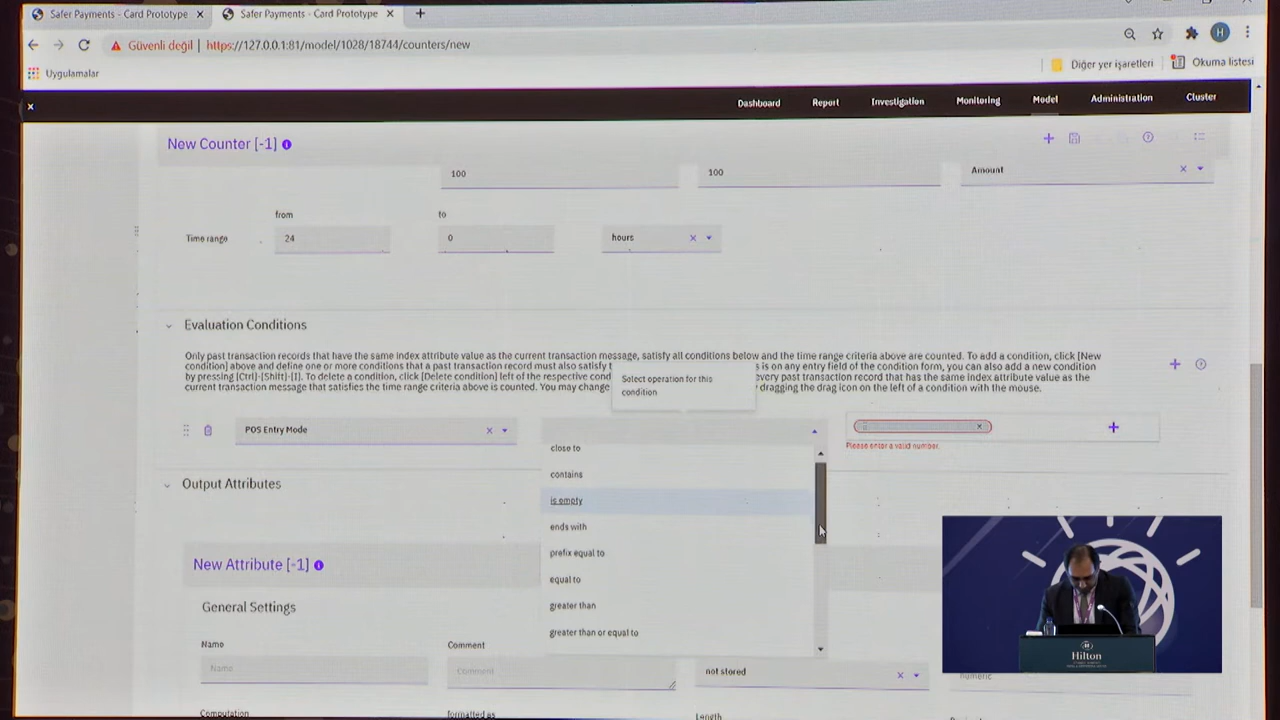 Safer Payments - Card Prototype
Safer Payments - Card Prototype
Güvenli değil | https://127.0.0.1:81/model/1028/18744/counters/new
H
Uygulamalar
Diğer yer işaretleri
Okuma listesi
Dashboard Report Investigation Monitoring Model Administration Cluster
New Counter [-1]
100 100 Amount
from to
Time range 24 0 hours
Evaluation Conditions
Only past transaction records that have the same index attribute value as the current transaction message, satisfy all conditions below and the time range criteria above are counted. To add a condition, click [New
condition] above and define one or more conditions that a past transaction record must also satisfy t s is on any entry field of the condition form, you can also add a new condition
by pressing [Ctrl]-[Shift]-[I]. To delete a condition, click [Delete condition] left of the respective cond every past transaction record that has the same index attribute value as the
current transaction message that satisfies the time range criteria above is counted. You may change dragging the drag icon on the left of a condition with the mouse.
Select operation for this
condition
POS Entry Mode
Please enter a valid number.
close to
contains
is empty
ends with
prefix equal to
equal to
greater than
greater than or equal to
Output Attributes
New Attribute [-1]
General Settings
Name Comment
Name Comment not stored numeric
Computation formatted as Length
Hilton